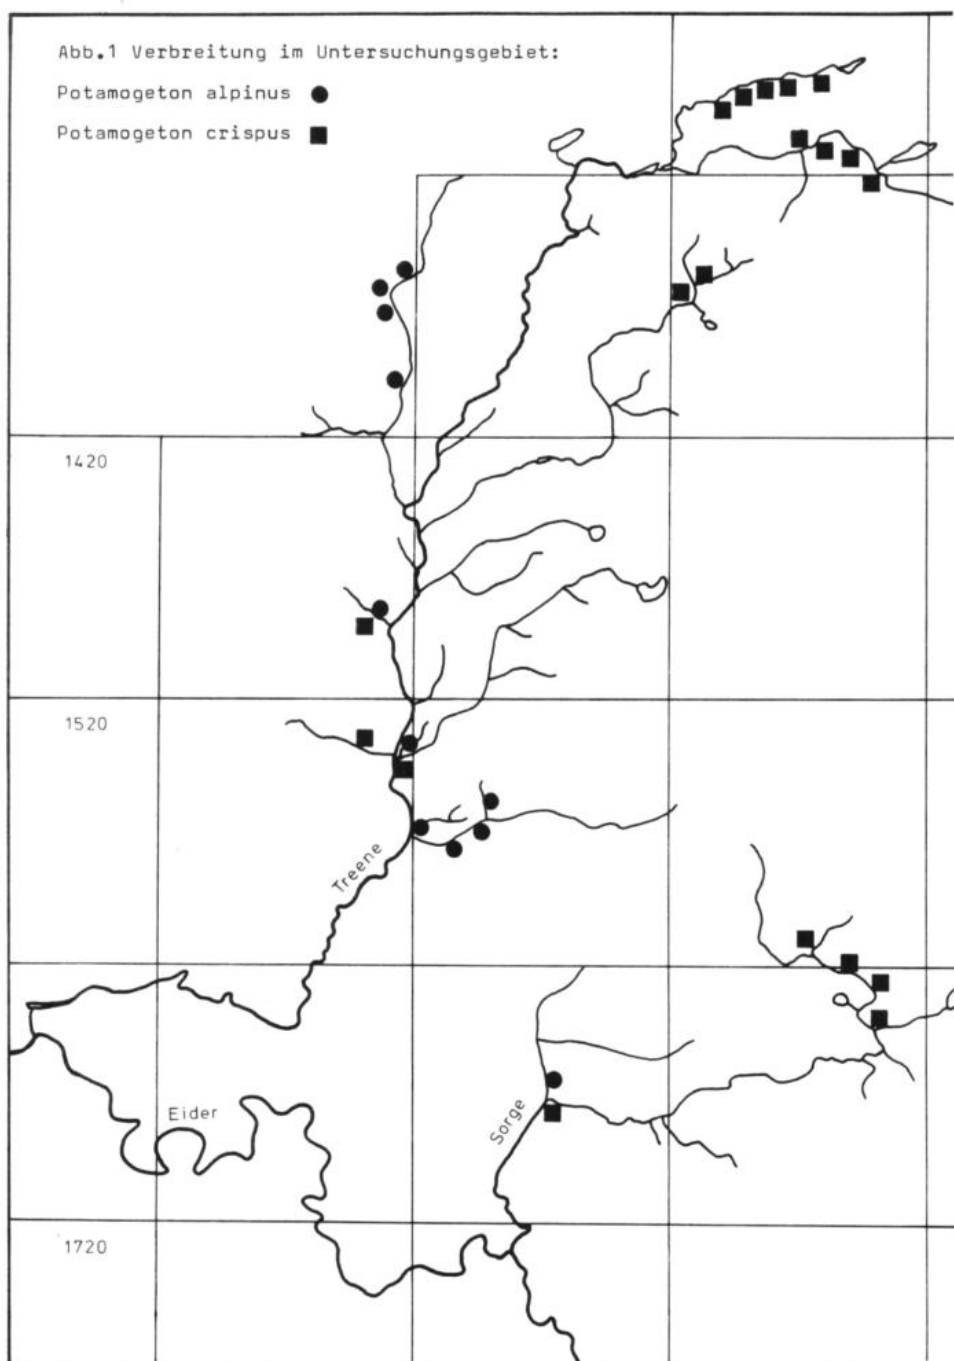 Abb.1 Verbreitung im Untersuchungsgebiet:
Potamogeton alpinus
Potamogeton crispus
1420
1520
Treene
Eider
Sorge
1720